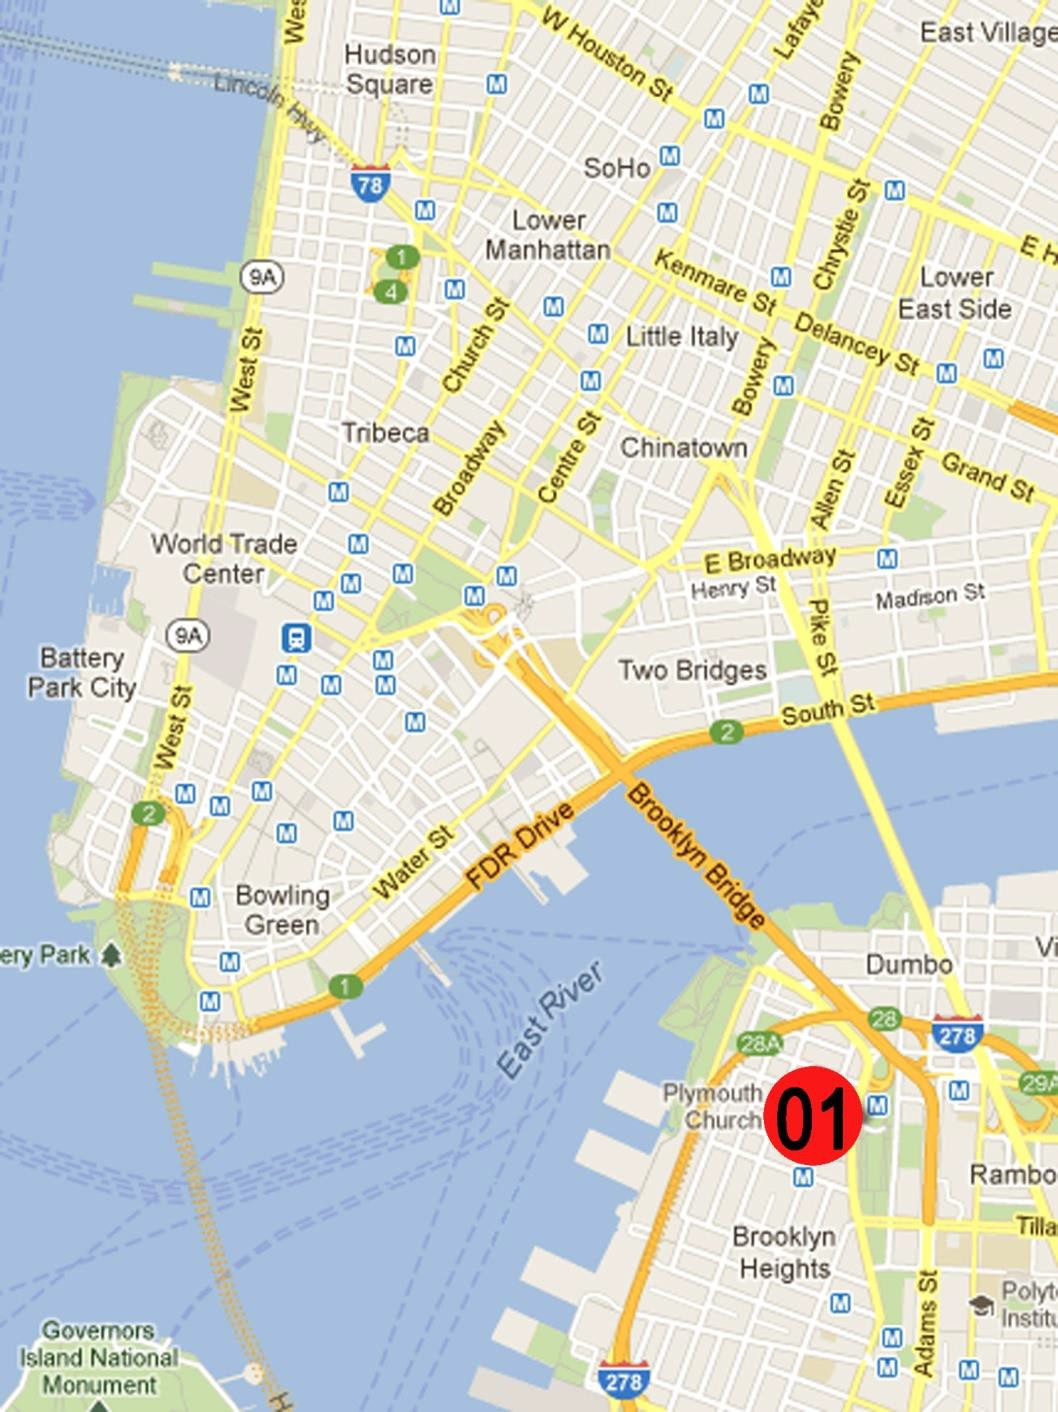 East Village
W Houston St
Lafaye
Wes
Hudson
Square
Bowery
Lincoln Hwy
SoHo
78
Chrystie St
Lower
Manhattan
E H
Kenmare St
1
9A
4
Lower
East Side
Church St
Delancey St
Little Italy
West St
Bowery
Tribeca
Chinatown
Broadway
Centre St
Essex St
Allen St
Grand St
World Trade
Center
E Broadway
Henry St
Madison St
9A
Pike St
Battery
Park City
Two Bridges
West St
South St
2
2
Brooklyn Bridge
FDR Drive
Water St
Bowling
Green
ery Park
Vi
Dumbo
1
East River
28
278
28A
29A
Plymouth
Church
01
Rambo
Tilla
Brooklyn
Heights
Adams St
Polyt
Institu
Governors
Island National
Monument
278
H